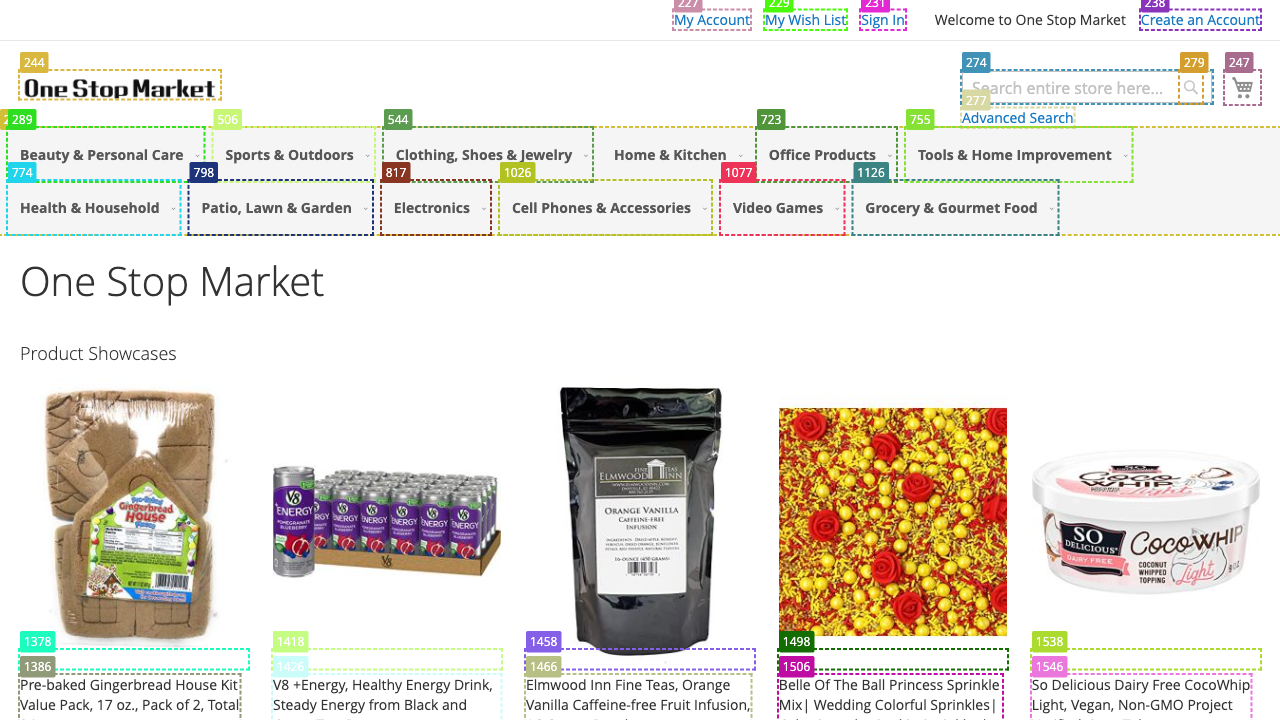 227
229
231
238
My Account
My Wish List
Sign In
Welcome to One Stop Market
Create an Account
244
274
279
247
One Stop Market
Search entire store here...
277
Advanced Search
289
506
544
723
755
Beauty & Personal Care
Sports & Outdoors
Clothing, Shoes & Jewelry
Home & Kitchen
Office Products
Tools & Home Improvement
774
798
817
1026
1077
1126
Health & Household
Patio, Lawn & Garden
Electronics
Cell Phones & Accessories
Video Games
Grocery & Gourmet Food
One Stop Market
Product Showcases
Gingerbread
House
V8
+ENERGY
POMEGRANATE
BLUEBERRY
FINE TEAS
ELMWOOD INN
ORANGE VANILLA
CAFFEINE-FREE
INFUSION
16-OUNCE (450 GRAMS)
SO
DELICIOUS
DAIRY FREE
COCOWHIP
Light
COCONUT
WHIPPED
TOPPING
9 OZ
1378
1418
1458
1498
1538
1386
1426
1466
1506
1546
Pre-baked Gingerbread House Kit
Value Pack, 17 oz., Pack of 2, Total
V8 +Energy, Healthy Energy Drink,
Steady Energy from Black and
Elmwood Inn Fine Teas, Orange
Vanilla Caffeine-free Fruit Infusion,
Belle Of The Ball Princess Sprinkle
Mix| Wedding Colorful Sprinkles|
So Delicious Dairy Free CocoWhip
Light, Vegan, Non-GMO Project